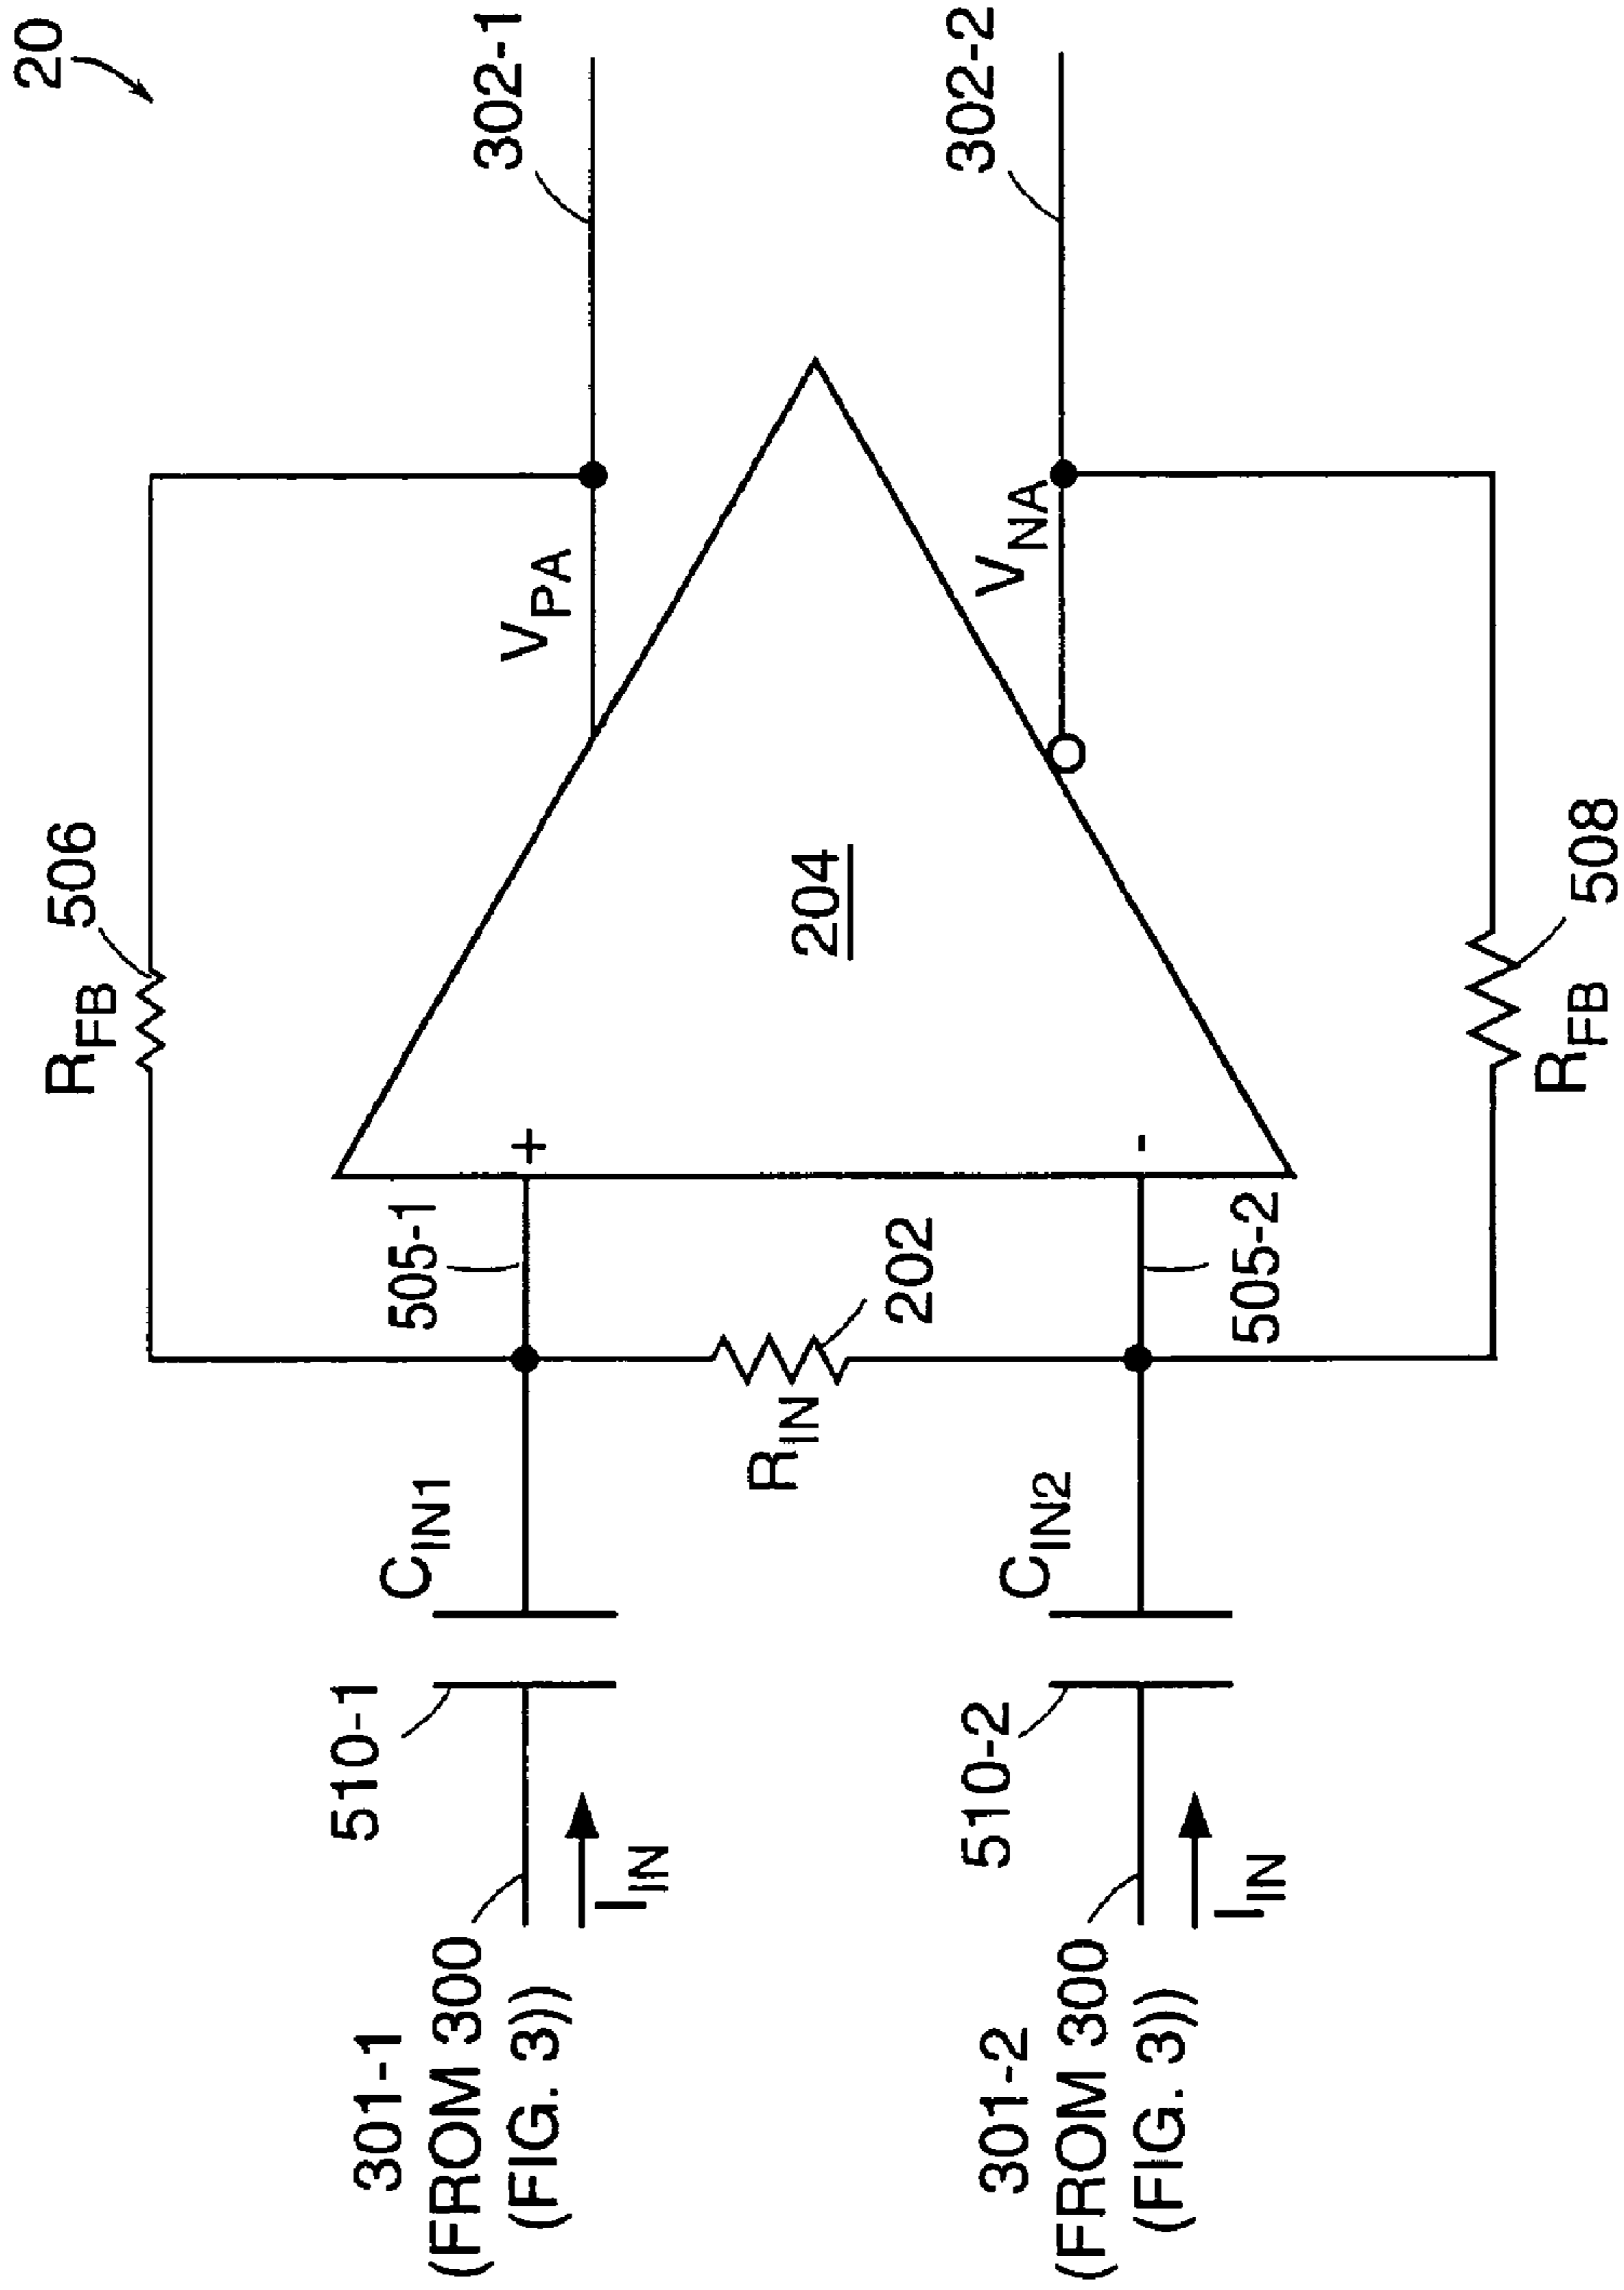 20
302-1
302-2
506
R_FB
V_PA
V_NA
204
+
-
505-1
505-2
202
R_IN
508
R_FB
C_IN1
C_IN2
510-1
510-2
I_IN
I_IN
301-1
(FROM 300
(FIG. 3))
301-2
(FROM 300
(FIG. 3))